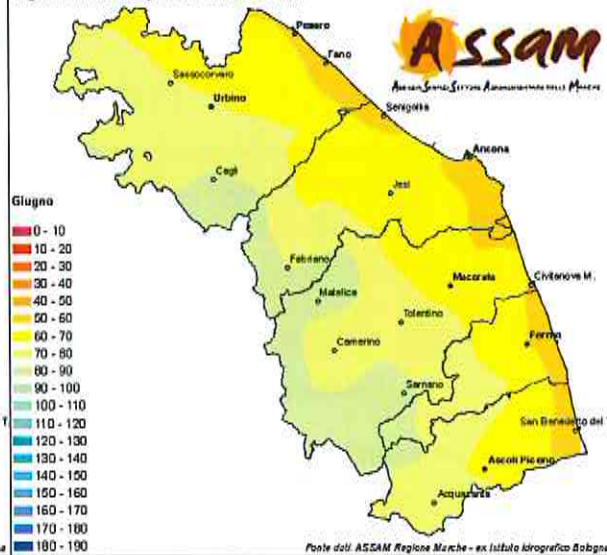 Pesaro
ASSAM
Fano
Sassocorvaro
Urbino
Senigallia
Ancona
Cagli
Jesi
Giugno
0 - 10
10 - 20
20 - 30
30 - 40
40 - 50
50 - 60
60 - 70
70 - 80
80 - 90
90 - 100
100 - 110
110 - 120
120 - 130
130 - 140
140 - 150
150 - 160
160 - 170
170 - 180
180 - 190
Fabriano
Matelica
Macerata
Civitanova M.
Tolentino
Camerino
Fermo
Sarnano
San Benedetto del T
Ascoli Piceno
Acquasanta
Fonte dati: ASSAM Regione Marche - ex Istituto Idrografico Bologna